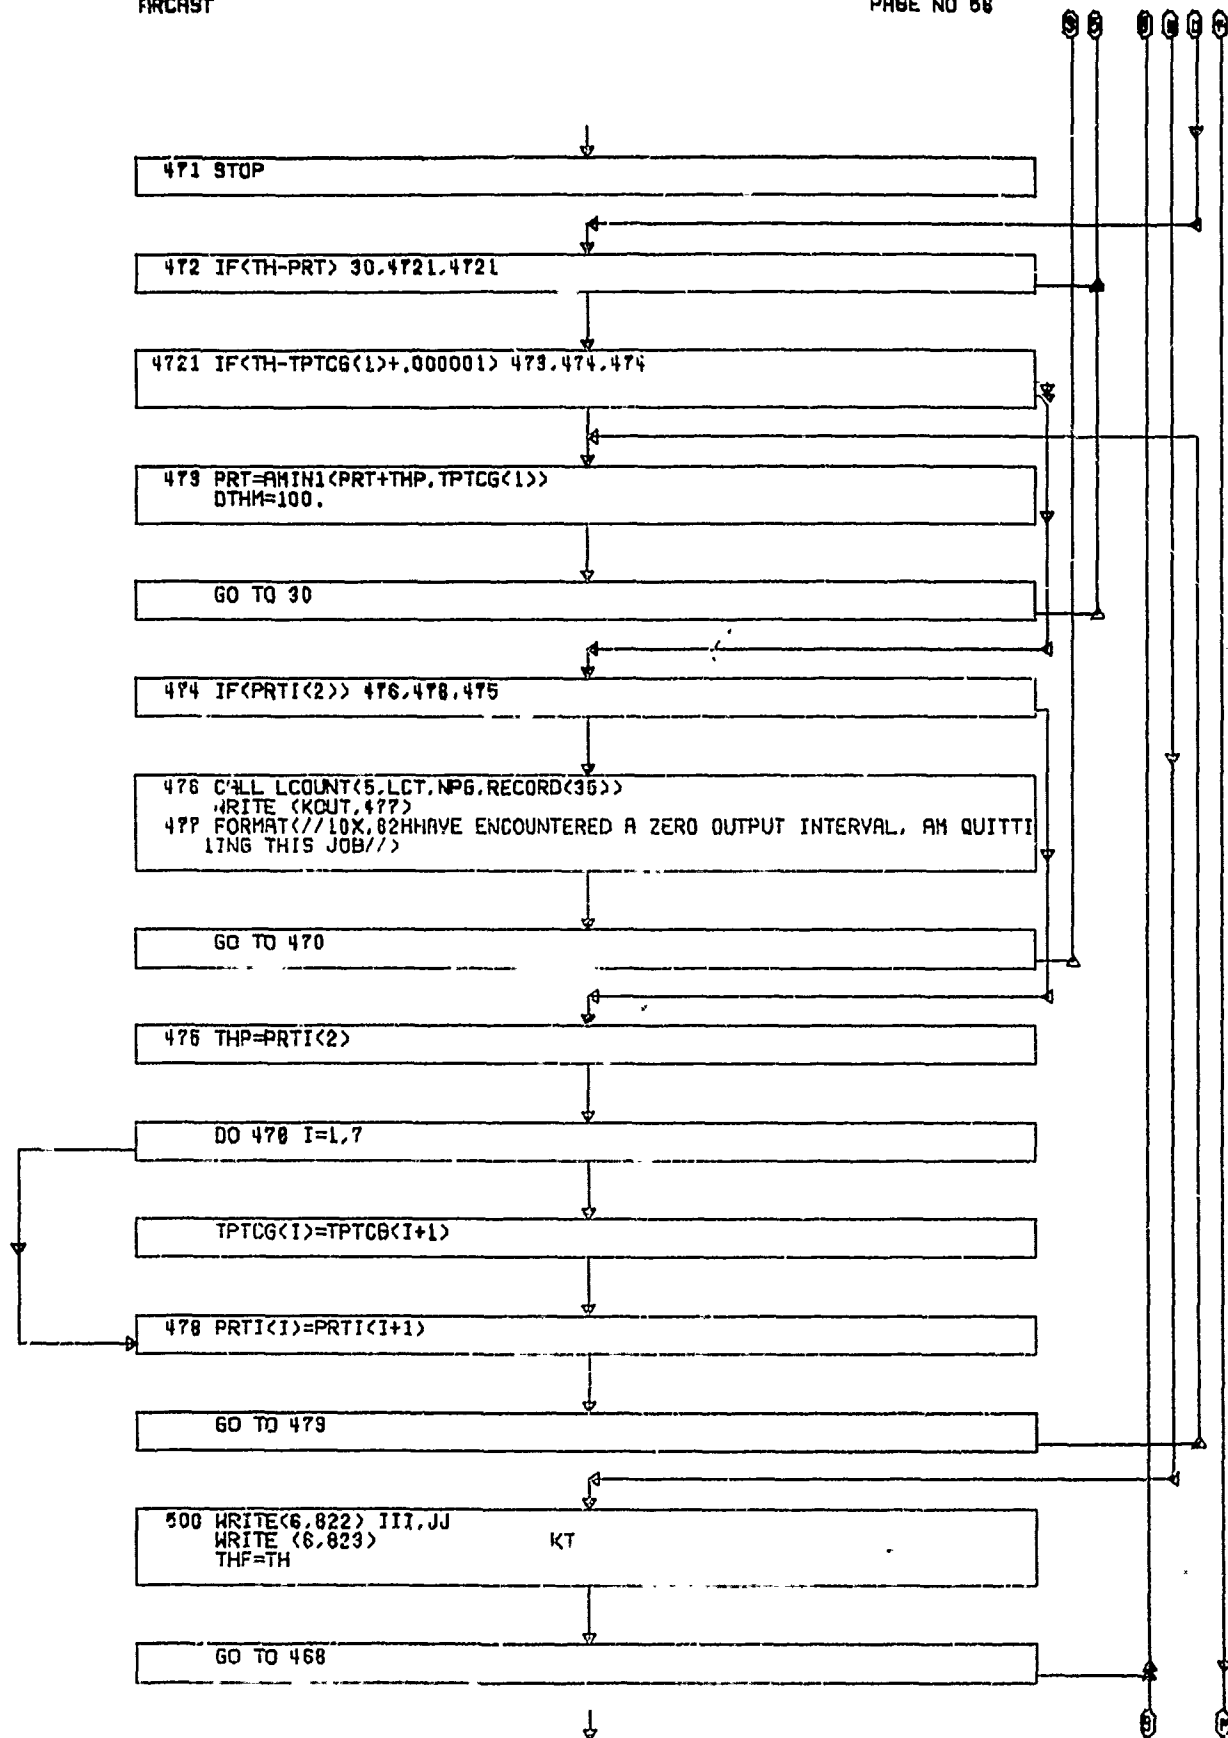 PAGE NO 56
471 STOP
472 IF(TH-PRT) 30,4721,4721
4721 IF(TH-TPTCG(1)+.000001) 473,474,474
473 PRT=AMIN1(PRT+THP,TPTCG(1))
DTHM=100.
GO TO 30
474 IF(PRTI(2)) 476,476,475
476 CALL LCOUNT(5,LCT,NPG,RECORD(36))
WRITE (KOUT,477)
477 FORMAT(//10X,62HHAVE ENCOUNTERED A ZERO OUTPUT INTERVAL, AM QUITTI
1ING THIS JOB//)
GO TO 470
475 THP=PRTI(2)
DO 478 I=1,7
TPTCG(I)=TPTCG(I+1)
478 PRTI(I)=PRTI(I+1)
GO TO 473
500 WRITE(6,822) III,JJ
WRITE (6,823) KT
THF=TH
GO TO 468